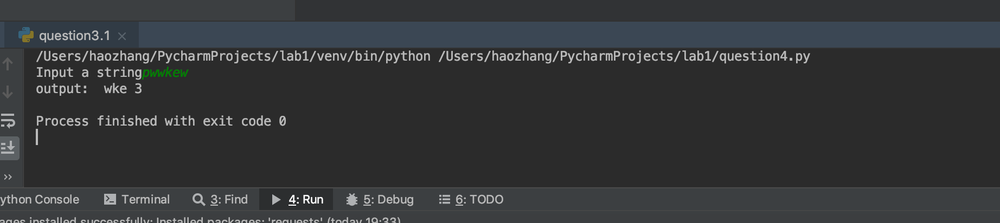 question3.1
/Users/haozhang/PycharmProjects/lab1/venv/bin/python /Users/haozhang/PycharmProjects/lab1/question4.py
Input a stringpwwkew
output:  wke 3
Process finished with exit code 0
ython Console Terminal 3: Find 4: Run 5: Debug 6: TODO
ages installed successfully: Installed packages: 'requests' (today 19:33)